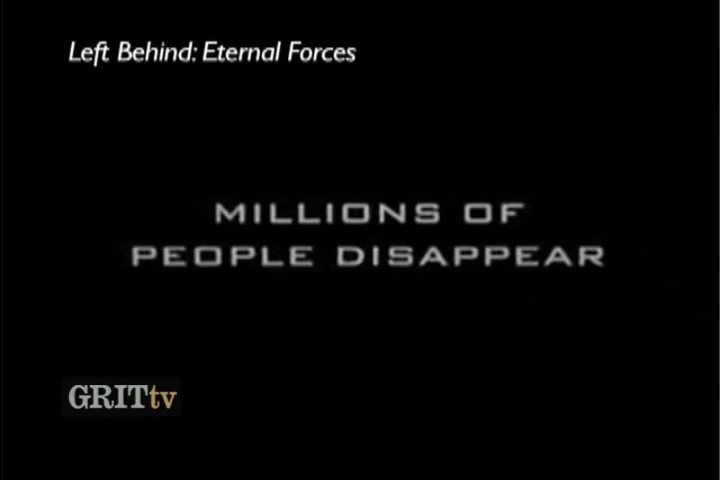 Left Behind: Eternal Forces
MILLIONS OF
PEOPLE DISAPPEAR
GRITtv